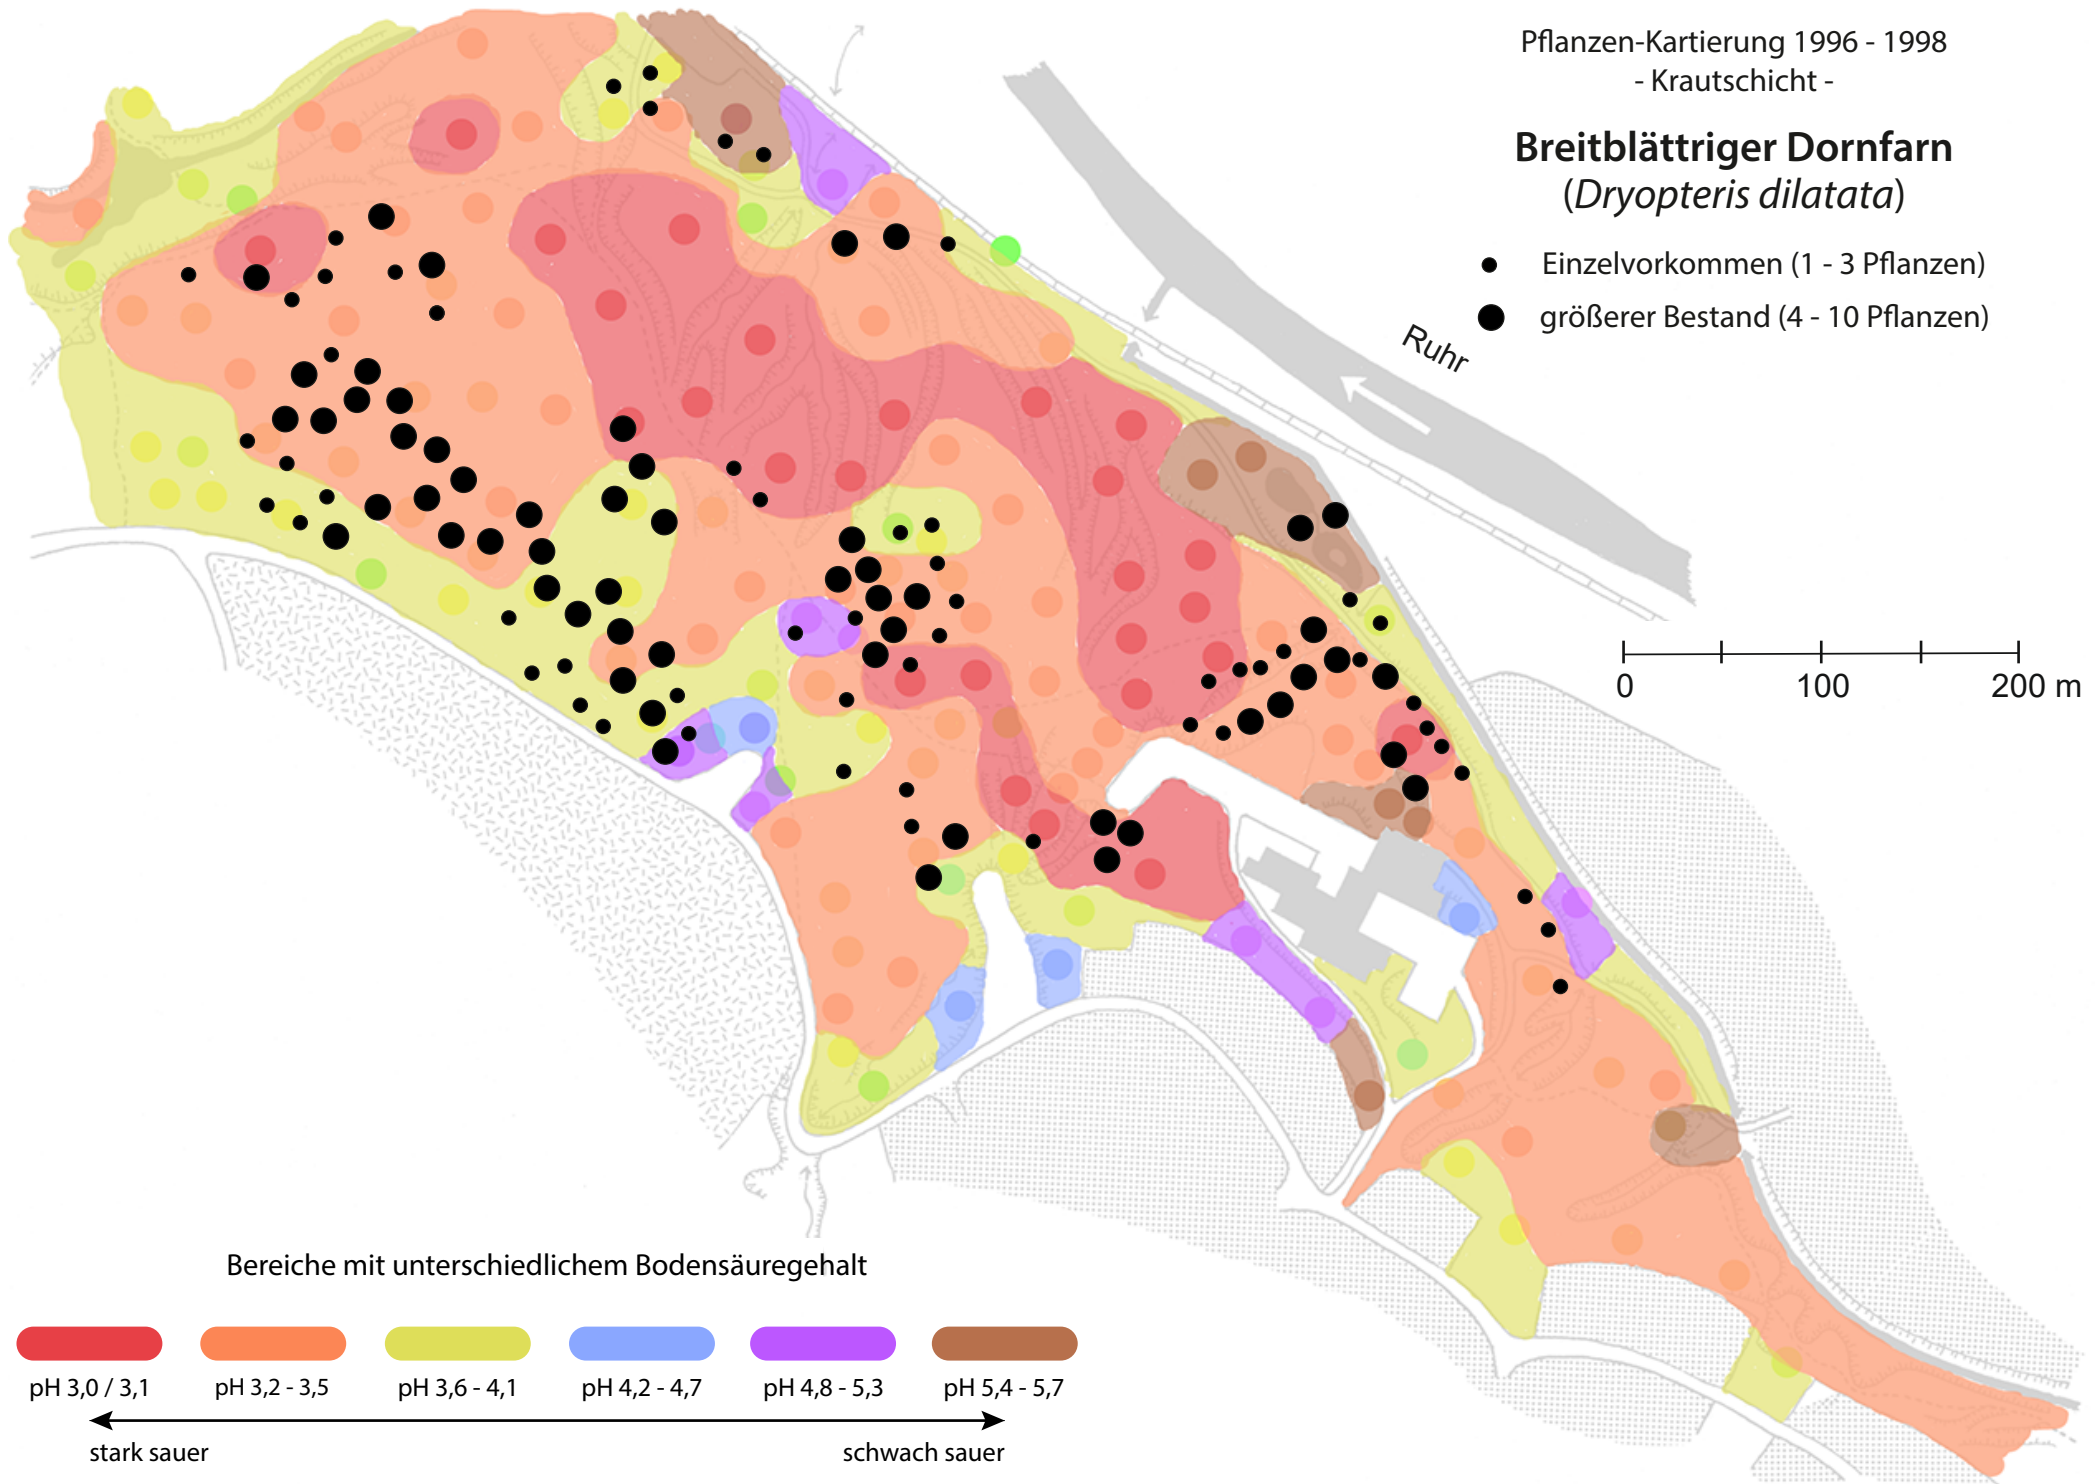 Pflanzen-Kartierung 1996 - 1998
- Krautschicht -
Breitblättriger Dornfarn
(Dryopteris dilatata)
Einzelvorkommen (1 - 3 Pflanzen)
größerer Bestand (4 - 10 Pflanzen)
Ruhr
0 100 200 m
Bereiche mit unterschiedlichem Bodensäuregehalt
pH 3,0 / 3,1 pH 3,2 - 3,5 pH 3,6 - 4,1 pH 4,2 - 4,7 pH 4,8 - 5,3 pH 5,4 - 5,7
stark sauer schwach sauer